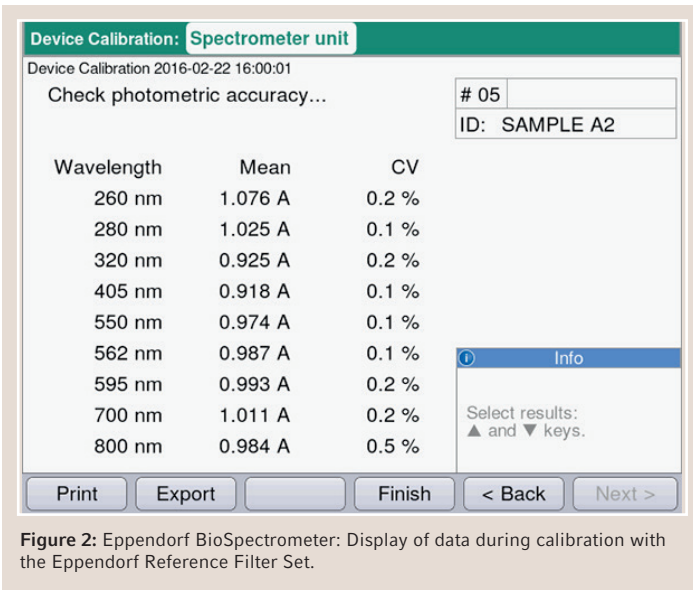 Device Calibration: Spectrometer unit
Device Calibration 2016-02-22 16:00:01
Check photometric accuracy...
# 05
ID: SAMPLE A2
Wavelength Mean CV
260 nm 1.076 A 0.2 %
280 nm 1.025 A 0.1 %
320 nm 0.925 A 0.2 %
405 nm 0.918 A 0.1 %
550 nm 0.974 A 0.1 %
562 nm 0.987 A 0.1 %
595 nm 0.993 A 0.2 %
700 nm 1.011 A 0.2 %
800 nm 0.984 A 0.5 %
Info
Select results:
▲ and ▼ keys.
Print Export Finish < Back Next >
Figure 2: Eppendorf BioSpectrometer: Display of data during calibration with
the Eppendorf Reference Filter Set.